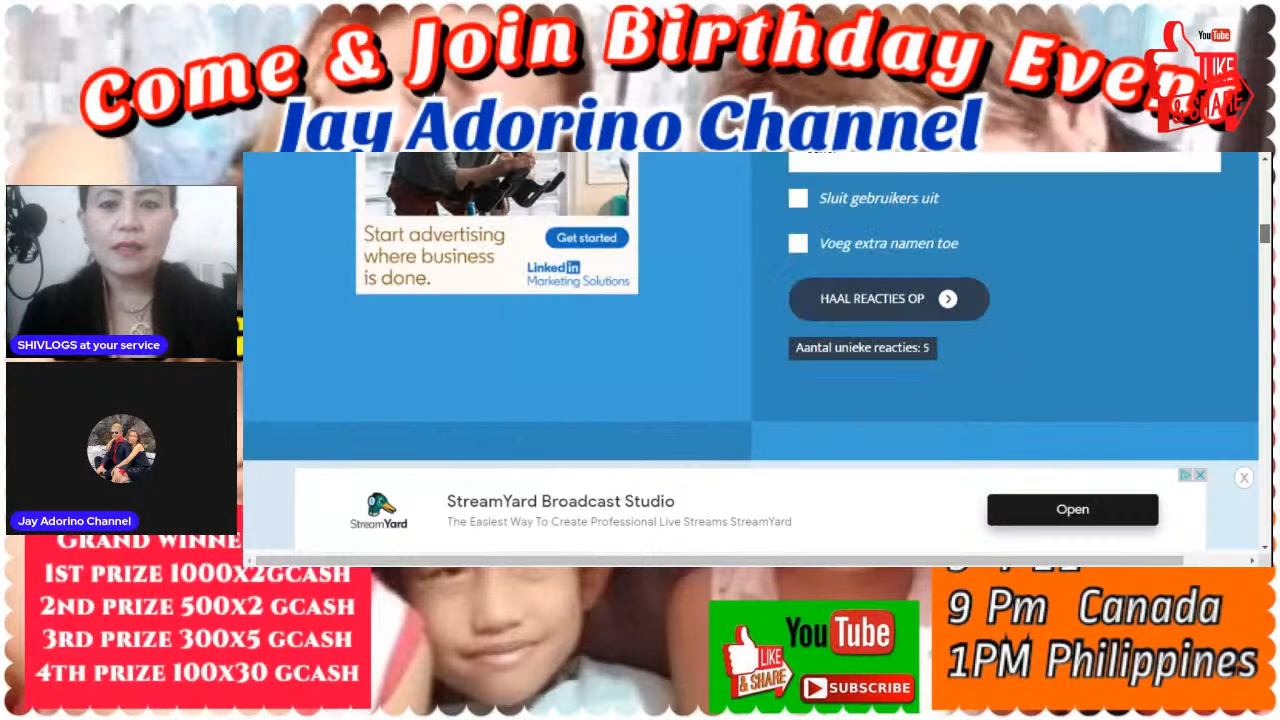 Come & Join Birthday Even
Jay Adorino Channel
YouTube
LIKE
& SHARE
Sluit gebruikers uit
Voeg extra namen toe
Start advertising
where business
is done.
Get started
Linked in
Marketing Solutions
HAAL REACTIES OP
Aantal unieke reacties: 5
SHIVLOGS at your service
StreamYard
StreamYard Broadcast Studio
The Easiest Way To Create Professional Live Streams StreamYard
Open
X
Jay Adorino Channel
GRAND WINNE
1ST PRIZE 1000X2GCASH
2ND PRIZE 500X2 GCASH
3RD PRIZE 300X5 GCASH
4TH PRIZE 100X30 GCASH
YouTube
LIKE
& SHARE
SUBSCRIBE
9 Pm Canada
1PM Philippines